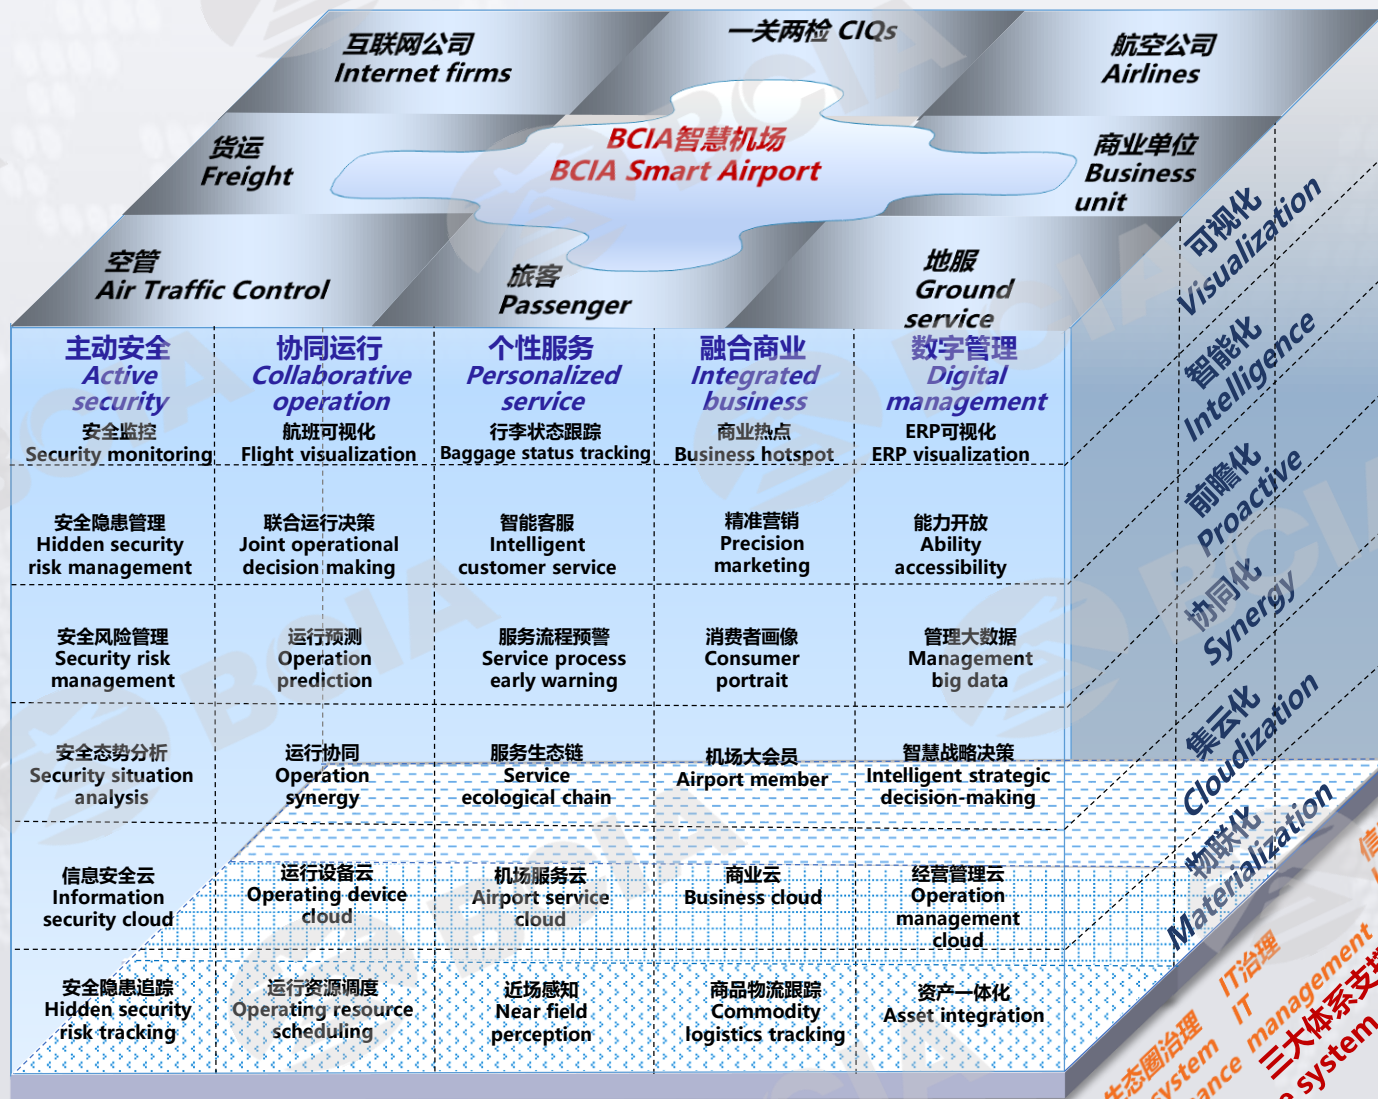 互联网公司
Internet firms
一关两检 CIQs
航空公司
Airlines
货运
Freight
BCIA智慧机场
BCIA Smart Airport
商业单位
Business
unit
空管
Air Traffic Control
旅客
Passenger
地服
Ground
service
主动安全
Active
security
协同运行
Collaborative
operation
个性服务
Personalized
service
融合商业
Integrated
business
数字管理
Digital
management
安全监控
Security monitoring
航班可视化
Flight visualization
行李状态跟踪
Baggage status tracking
商业热点
Business hotspot
ERP可视化
ERP visualization
安全隐患管理
Hidden security
risk management
联合运行决策
Joint operational
decision making
智能客服
Intelligent
customer service
精准营销
Precision
marketing
能力开放
Ability
accessibility
安全风险管理
Security risk
management
运行预测
Operation
prediction
服务流程预警
Service process
early warning
消费者画像
Consumer
portrait
管理大数据
Management
big data
安全态势分析
Security situation
analysis
运行协同
Operation
synergy
服务生态链
Service
ecological chain
机场大会员
Airport member
智慧战略决策
Intelligent strategic
decision-making
信息安全云
Information
security cloud
运行设备云
Operating device
cloud
机场服务云
Airport service
cloud
商业云
Business cloud
经营管理云
Operation
management
cloud
安全隐患追踪
Hidden security
risk tracking
运行资源调度
Operating resource
scheduling
近场感知
Near field
perception
商品物流跟踪
Commodity
logistics tracking
资产一体化
Asset integration
可视化
Visualization
智能化
Intelligence
前瞻化
Proactive
协同化
Synergy
集云化
Cloudization
物联化
Materialization
IT治理
IT
management
生态圈治理
三大体系支
system
BCIA
BCIA
BCIA
BCIA
BCIA